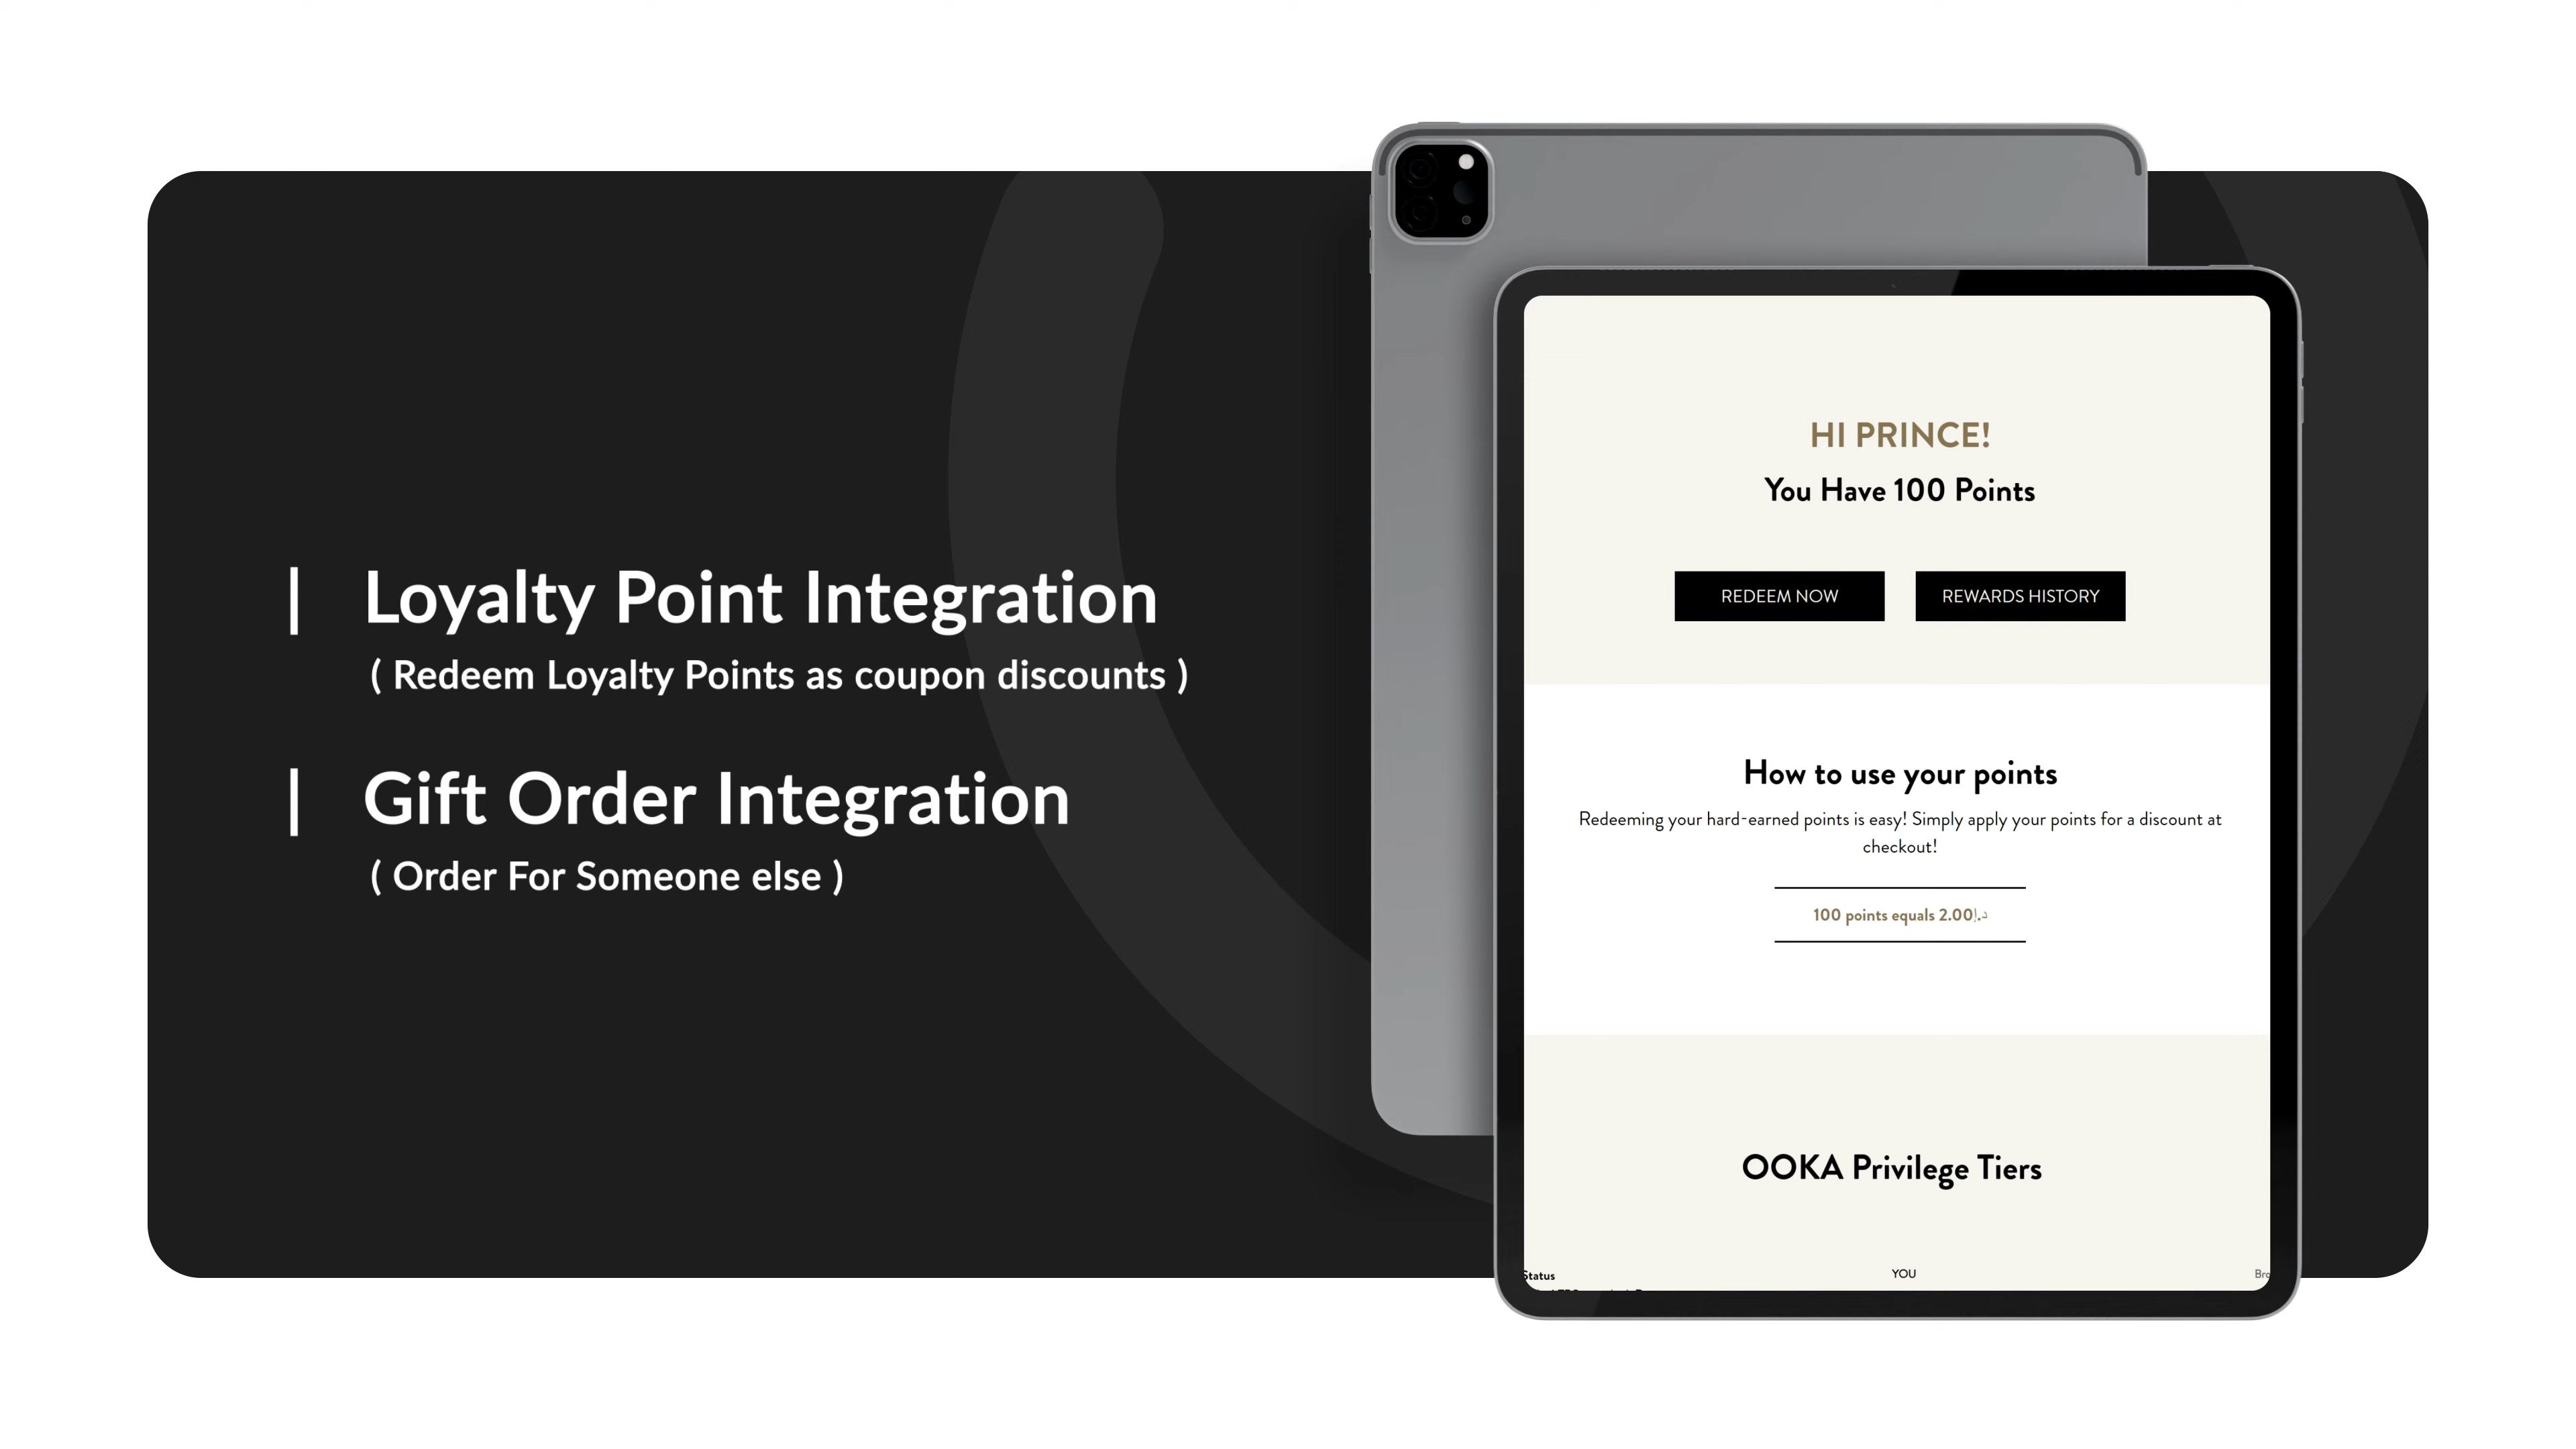 | Loyalty Point Integration
( Redeem Loyalty Points as coupon discounts )
| Gift Order Integration
( Order For Someone else )
HI PRINCE!
You Have 100 Points
REDEEM NOW
REWARDS HISTORY
How to use your points
Redeeming your hard-earned points is easy! Simply apply your points for a discount at
checkout!
100 points equals 2.00د.إ
OOKA Privilege Tiers
Status
YOU